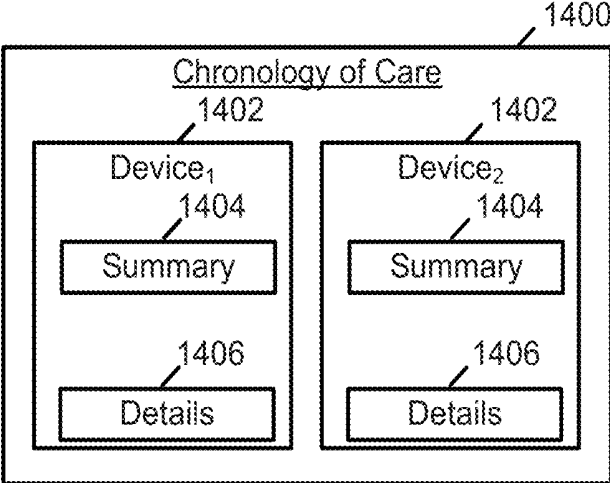 1400
Chronology of Care
1402 1402
Device₁ Device₂
1404 1404
Summary Summary
1406 1406
Details Details